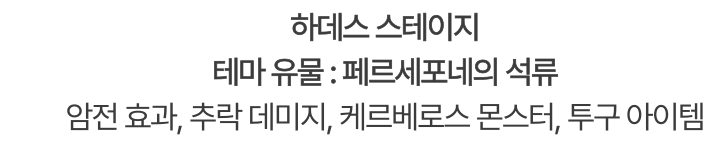 하데스 스테이지
테마 유물 : 페르세포네의 석류
암전 효과, 추락 데미지, 케르베로스 몬스터, 투구 아이템